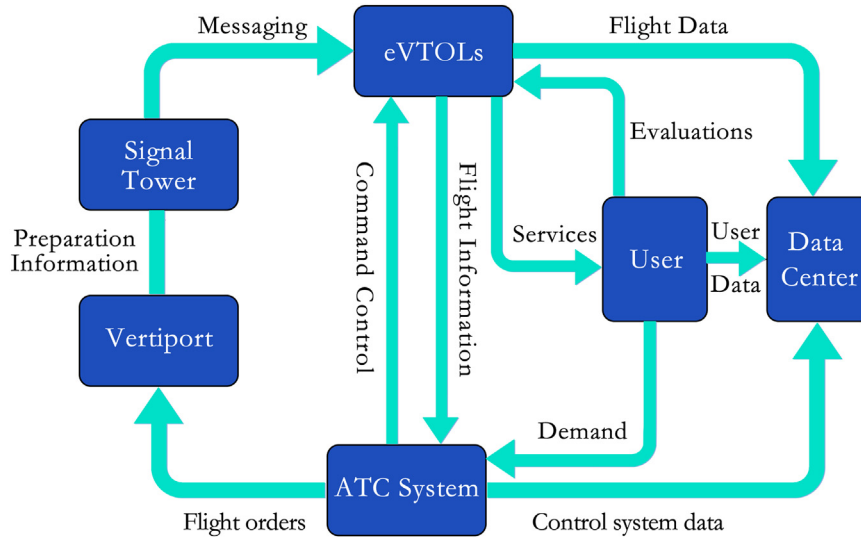 Messaging
eVTOLs
Flight Data
Signal
Tower
Evaluations
Preparation
Information
Command Control
Flight Information
Services
User
User
Data
Data
Center
Vertiport
Demand
ATC System
Flight orders
Control system data